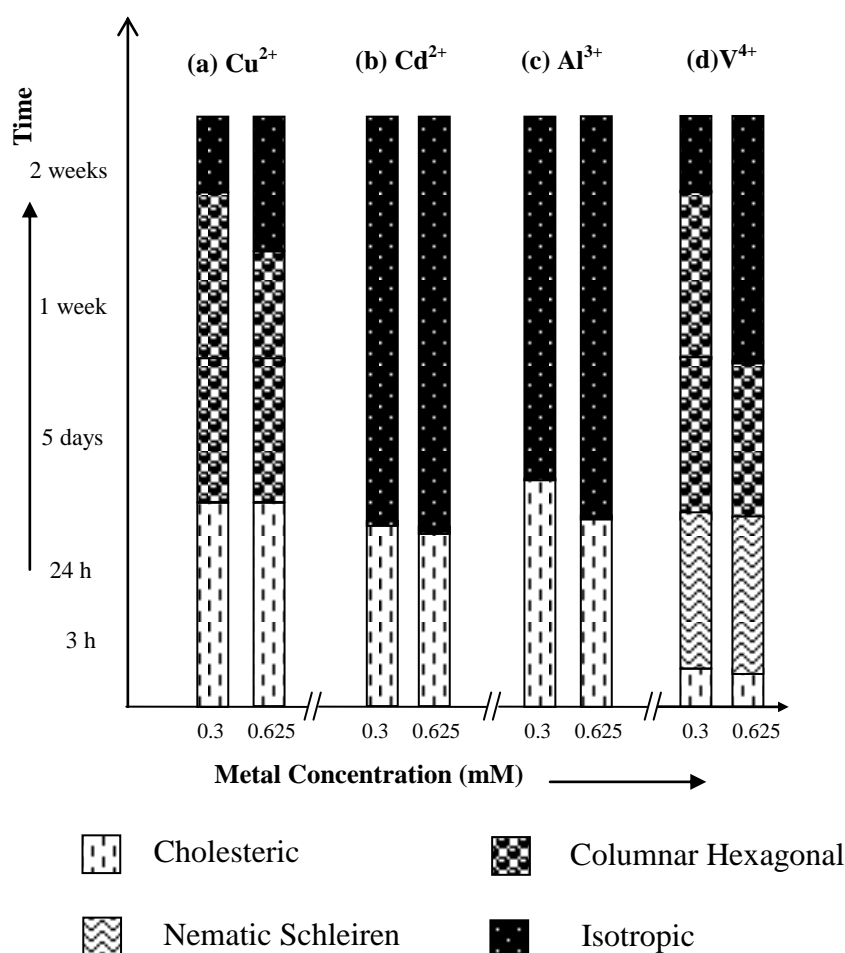 (a) Cu²⁺ (b) Cd²⁺ (c) Al³⁺ (d)V⁴⁺
Time
2 weeks
1 week
5 days
24 h
3 h
0.3 0.625 0.3 0.625 0.3 0.625 0.3 0.625
Metal Concentration (mM)
Cholesteric Columnar Hexagonal
Nematic Schleiren Isotropic